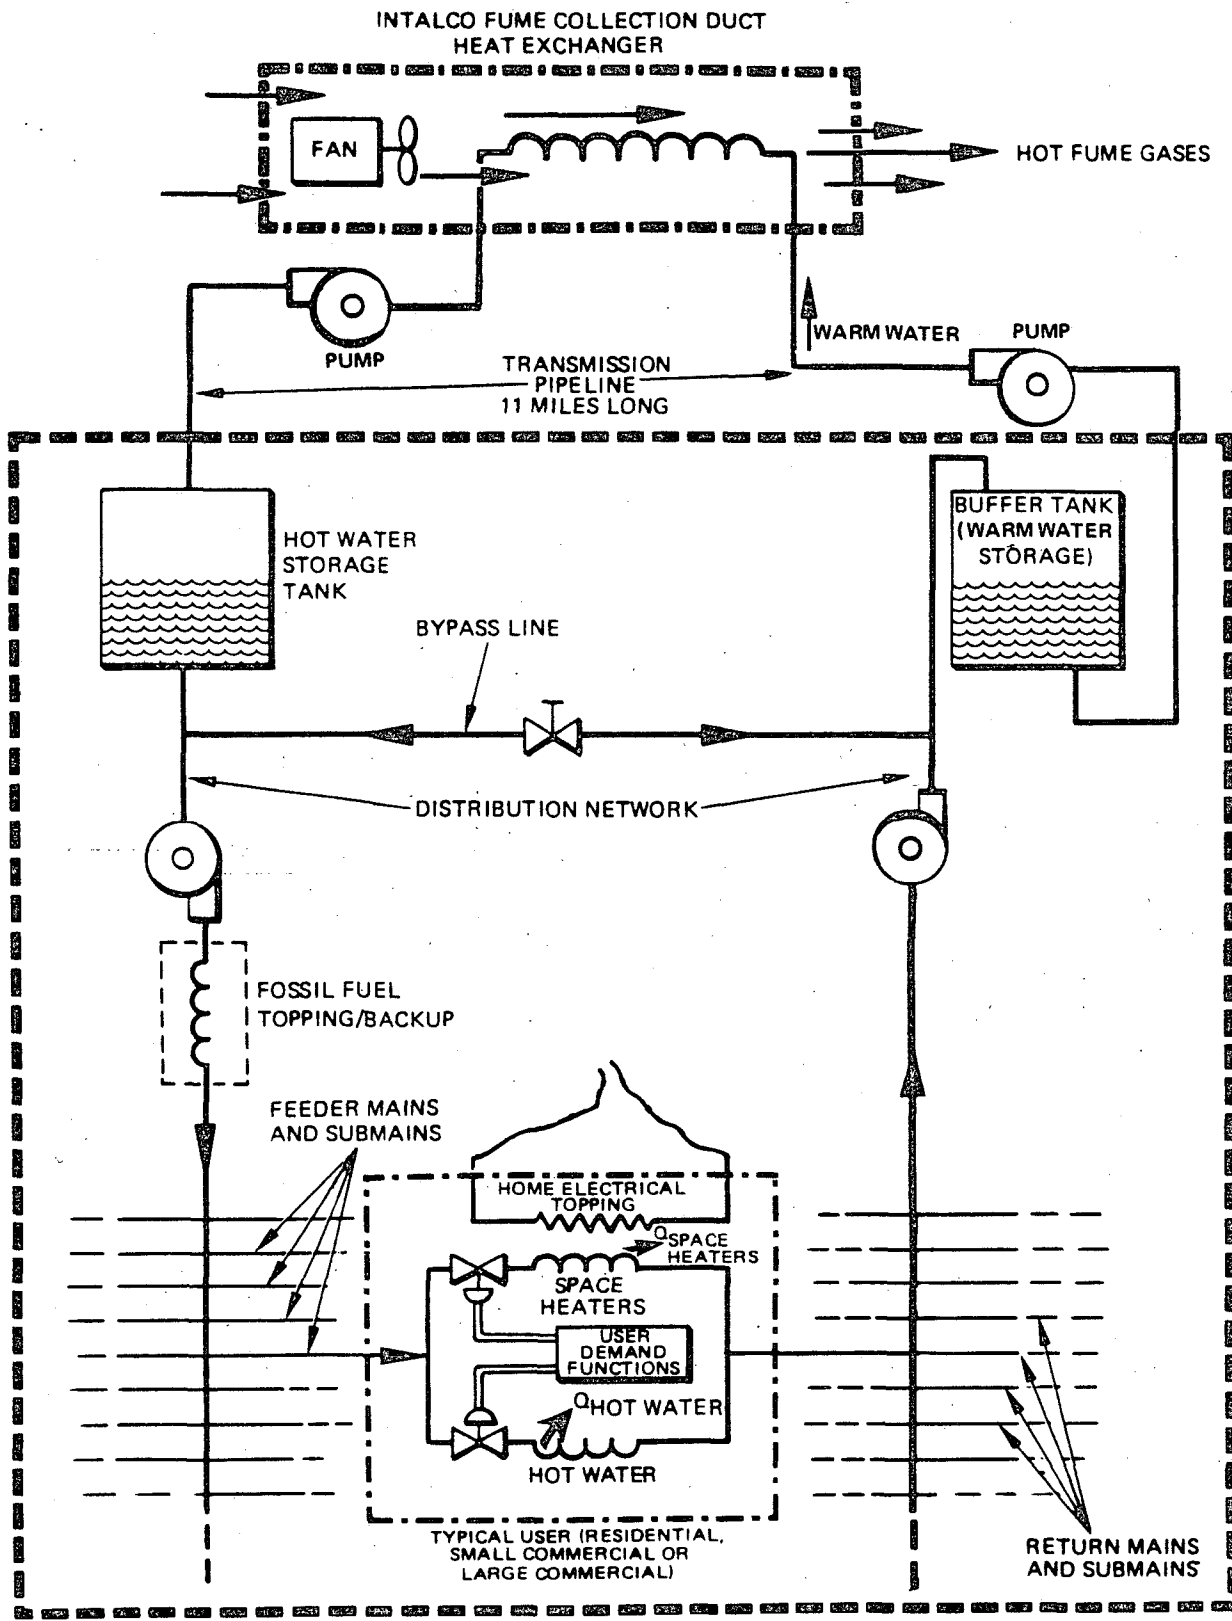 INTALCO FUME COLLECTION DUCT
HEAT EXCHANGER
FAN
HOT FUME GASES
PUMP
WARM WATER
PUMP
TRANSMISSION
PIPELINE
11 MILES LONG
HOT WATER
STORAGE
TANK
BUFFER TANK
(WARM WATER
STORAGE)
BYPASS LINE
DISTRIBUTION NETWORK
FOSSIL FUEL
TOPPING/BACKUP
FEEDER MAINS
AND SUBMAINS
HOME ELECTRICAL
TOPPING
QSPACE
HEATERS
SPACE
HEATERS
USER
DEMAND
FUNCTIONS
QHOT WATER
HOT WATER
TYPICAL USER (RESIDENTIAL,
SMALL COMMERCIAL OR
LARGE COMMERCIAL)
RETURN MAINS
AND SUBMAINS